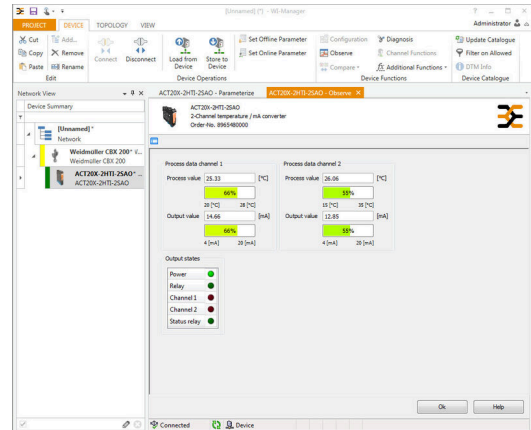 [Unnamed] (*) - WI-Manager
PROJECT DEVICE TOPOLOGY VIEW Administrator
Cut Add... Connect Disconnect Load from Device Store to Device Set Offline Parameter Configuration Diagnosis Update Catalogue
Copy Remove Set Online Parameter Observe Channel Functions Filter on Allowed
Paste Rename Compare Additional Functions DTM Info
Edit Device Operations Device Functions Device Catalogue
Network View
ACT20X-2HTI-2SAO - Parameterize ACT20X-2HTI-2SAO - Observe
Device Summary
[Unnamed]*
Network
Weidmüller CBX 200*
Weidmüller CBX 200
ACT20X-2HTI-2SAO* ...
ACT20X-2HTI-2SAO
ACT20X-2HTI-2SAO
2-Channel temperature / mA converter
Order-No. 8965480000
Process data channel 1
Process value 25.33 [°C]
66%
20 [°C] 28 [°C]
Output value 14.66 [mA]
66%
4 [mA] 20 [mA]
Process data channel 2
Process value 26.06 [°C]
55%
15 [°C] 35 [°C]
Output value 12.85 [mA]
55%
4 [mA] 20 [mA]
Output states
Power
Relay
Channel 1
Channel 2
Status relay
Ok Help
Connected Device